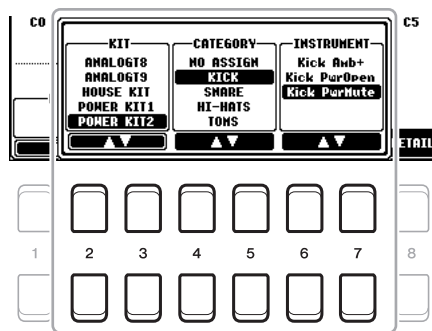 C0
C5
KIT
CATEGORY
INSTRUMENT
ANALOGT8
NO ASSIGN
Kick Amb+
ANALOGT9
KICK
Kick PwrOpen
HOUSE KIT
SNARE
Kick PwrMute
POWER KIT1
HI-HATS
POWER KIT2
TOMS
ETAIL
1
2
3
4
5
6
7
8